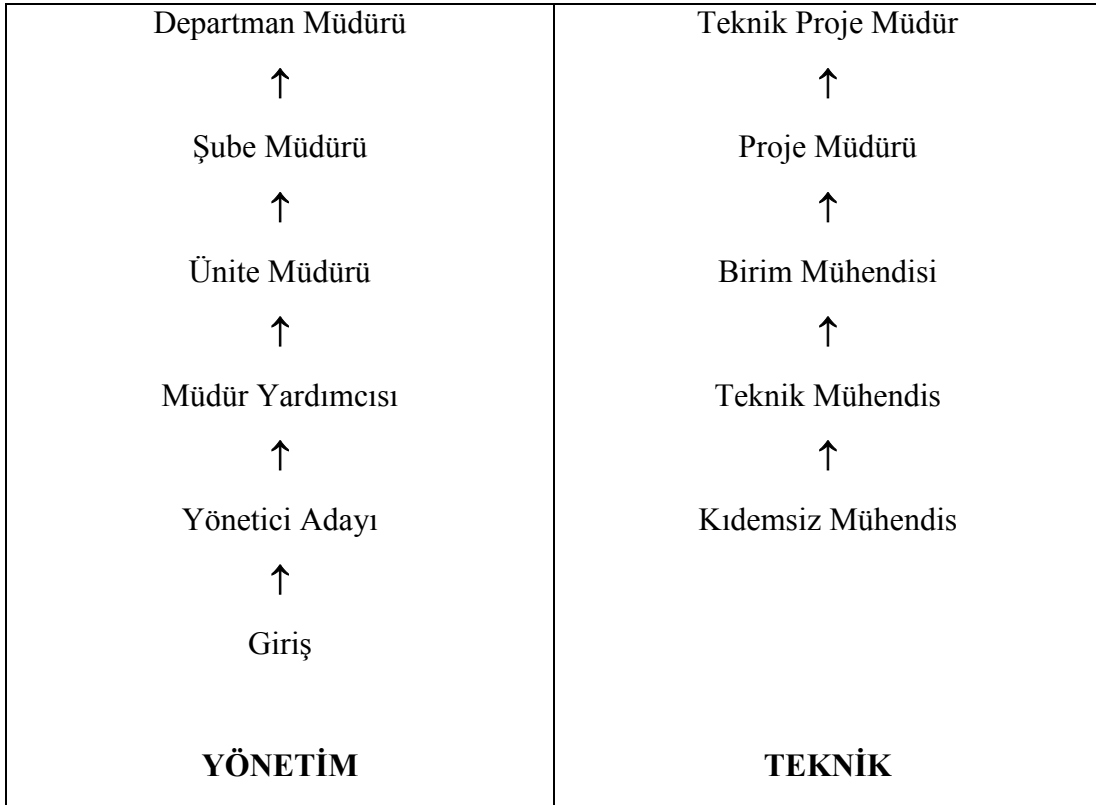 Departman Müdürü
↑
Şube Müdürü
↑
Ünite Müdürü
↑
Müdür Yardımcısı
↑
Yönetici Adayı
↑
Giriş
YÖNETİM
Teknik Proje Müdür
↑
Proje Müdürü
↑
Birim Mühendisi
↑
Teknik Mühendis
↑
Kıdemsiz Mühendis
TEKNİK